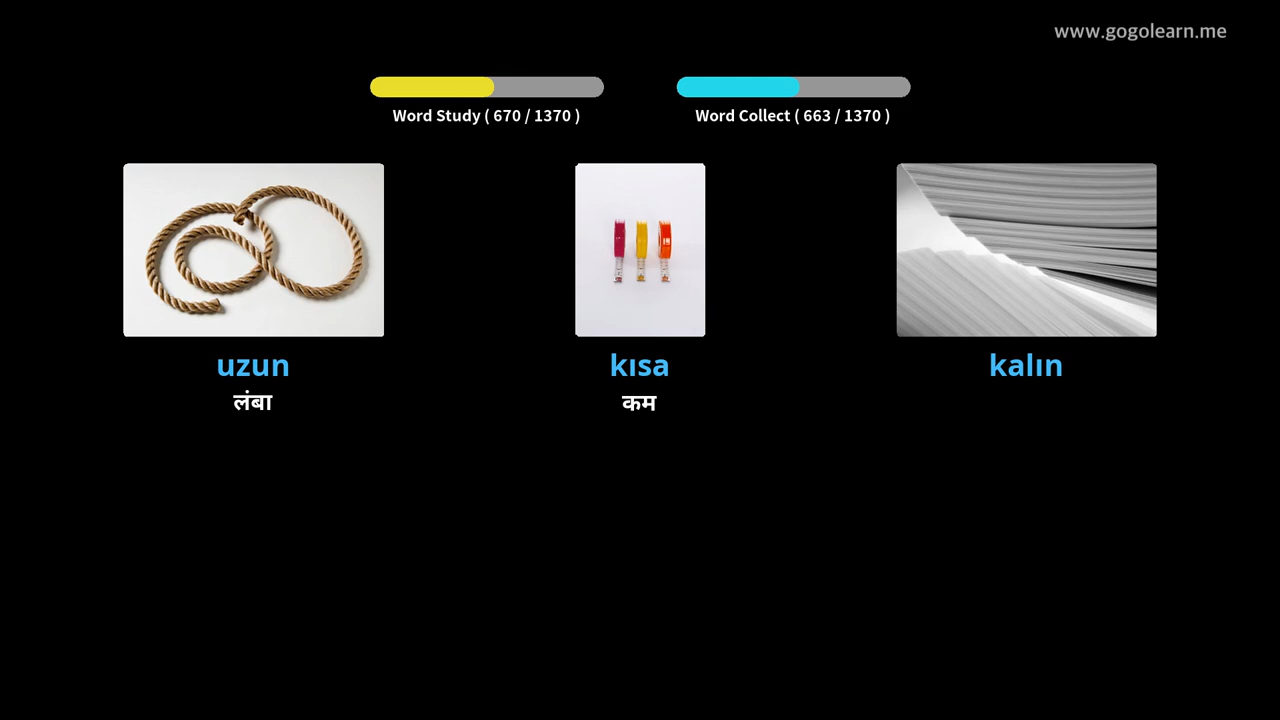 www.gogolearn.me
Word Study ( 670 / 1370 )
Word Collect ( 663 / 1370 )
uzun
kısa
kalın
लंबा
कम